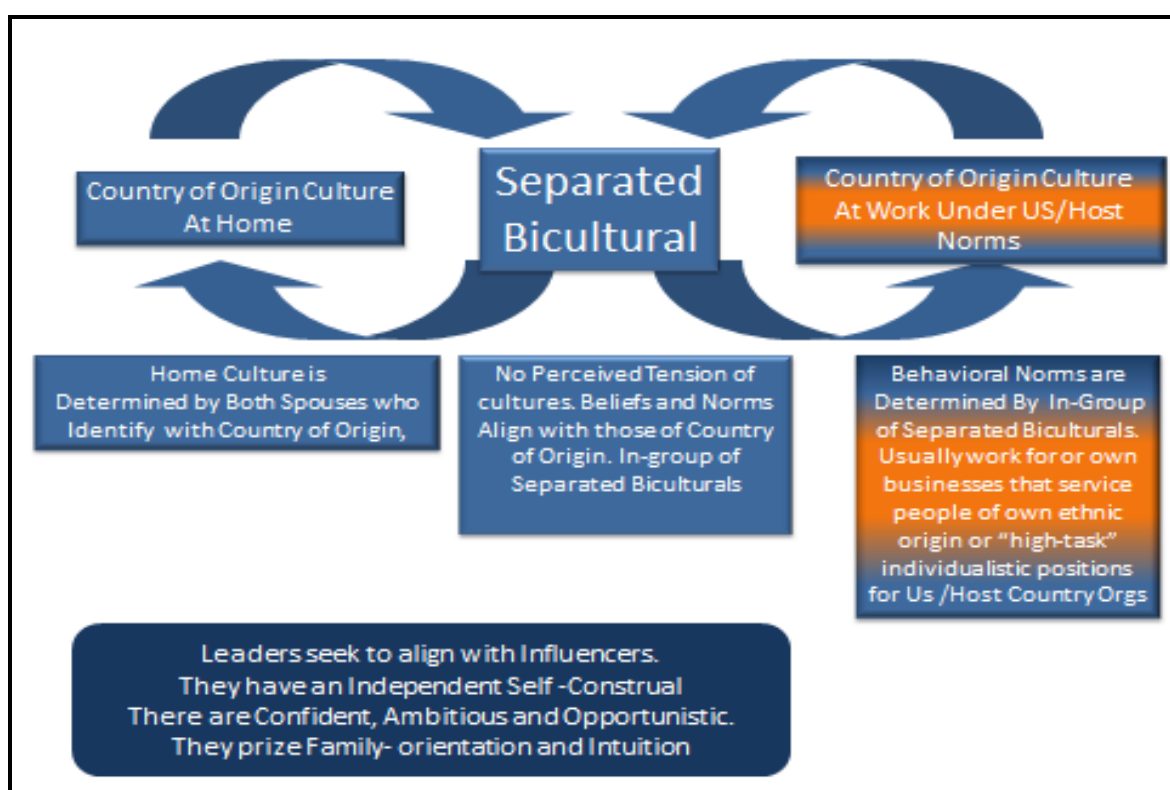 Country of Origin Culture
At Home
Separated
Bicultural
Country of Origin Culture
At Work Under US/Host
Norms
Home Culture is
Determined by Both Spouses who
Identify with Country of Origin,
No Perceived Tension of
cultures. Beliefs and Norms
Align with those of Country
of Origin. In-group of
Separated Biculturals
Behavioral Norms are
Determined By In-Group
of Separated Biculturals.
Usually work for or own
businesses that service
people of own ethnic
origin or “high-task”
individualistic positions
for Us /Host Country Orgs
Leaders seek to align with Influencers.
They have an Independent Self -Construal
There are Confident, Ambitious and Opportunistic.
They prize Family- orientation and Intuition